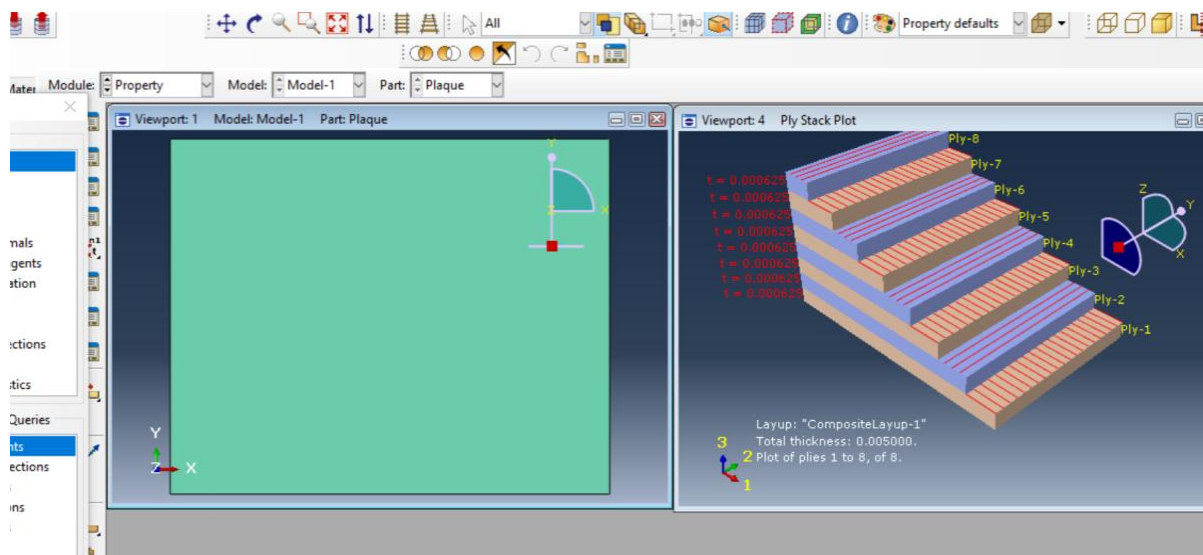 All
Property defaults
Mater
Module: Property Model: Model-1 Part: Plaque
Viewport: 1 Model: Model-1 Part: Plaque
Y
Z
X
Y
Z X
Viewport: 4 Ply Stack Plot
Ply-8
Ply-7
Ply-6
Ply-5
Ply-4
Ply-3
Ply-2
Ply-1
t = 0.000625
t = 0.000625
t = 0.000625
t = 0.000625
t = 0.000625
t = 0.000625
t = 0.000625
t = 0.000625
Z
Y
X
Layup: "CompositeLayup-1"
Total thickness: 0.005000.
Plot of plies 1 to 8, of 8.
3
2
1
mals
gents
ation
ections
tics
Queries
nts
ections
ns